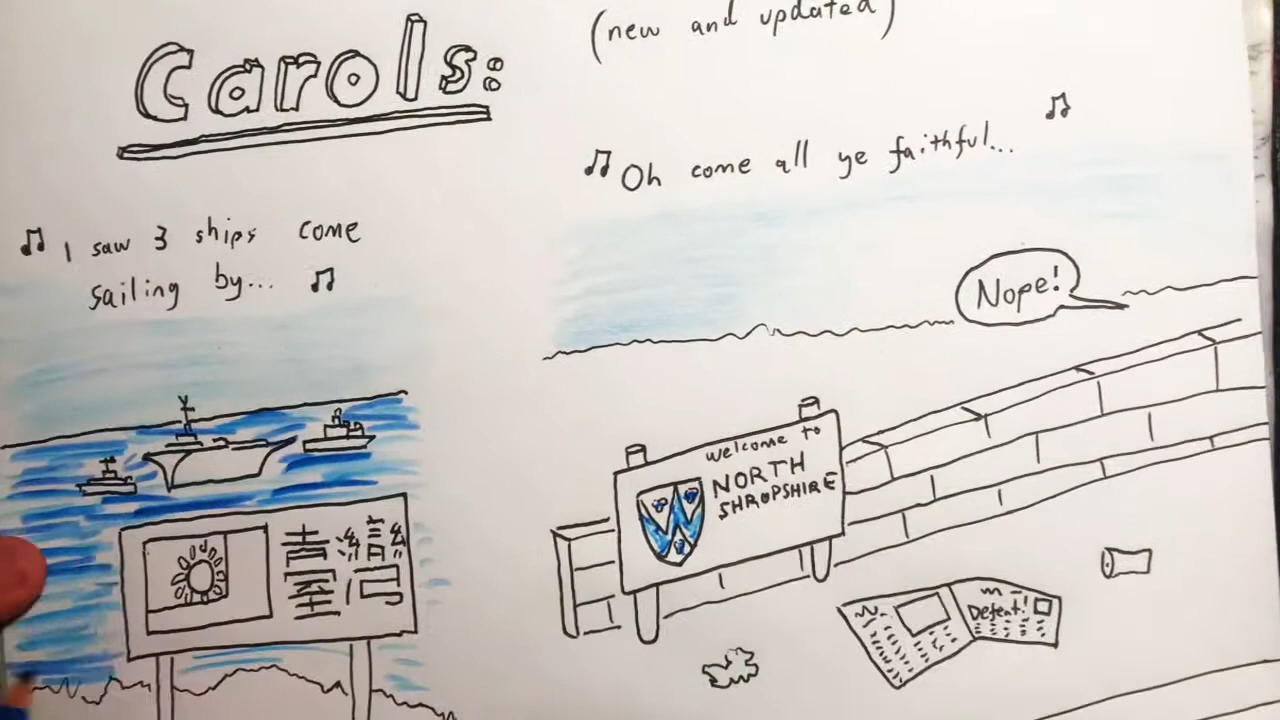 Carols:
(new and updated)
I saw 3 ships come
sailing by...
Oh come all ye faithful...
Nope!
welcome to
NORTH
SHROPSHIRE
Defeat!